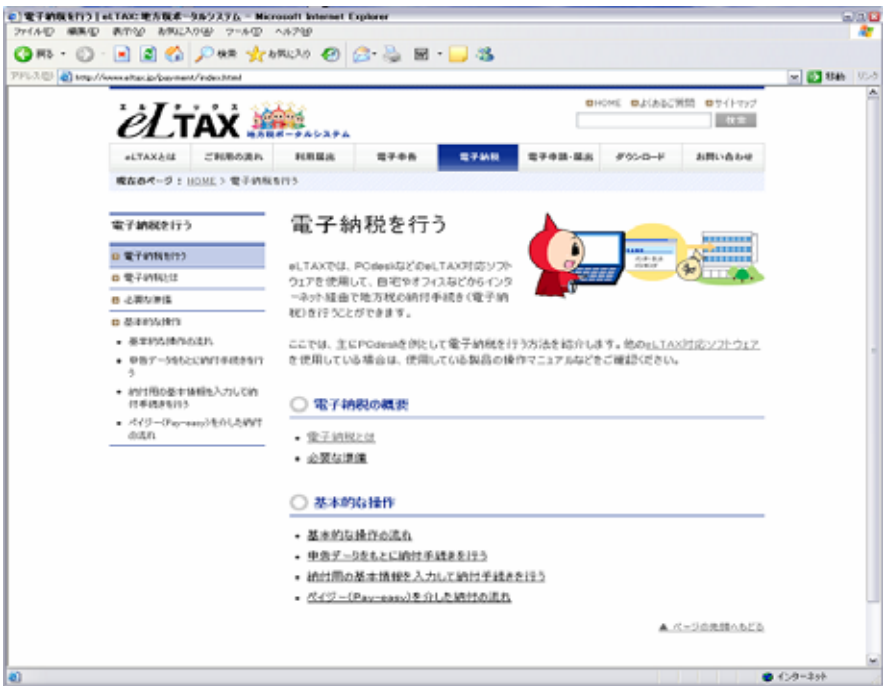 電子納税を行う | eLTAX: 地方税ポータルシステム - Microsoft Internet Explorer
ファイル(F) 編集(E) 表示(V) お気に入り(A) ツール(T) ヘルプ(H)
戻る 検索 お気に入り
アドレス(D) http://www.eltax.jp/payment/index.html 移動 リンク
エルタックス
eLTAX 地方税ポータルシステム
HOME よくあるご質問 サイトマップ
検索
eLTAXとは ご利用の流れ 利用届出 電子申告 電子納税 電子申請・届出 ダウンロード お問い合わせ
現在のページ : HOME > 電子納税を行う
電子納税を行う
電子納税を行う
電子納税とは
必要な準備
基本的な操作
• 基本的な操作の流れ
• 申告データをもとに納付手続きを行
う
• 納付用の基本情報を入力して納
付手続きを行う
• ペイジー(Pay-easy)を介した納付
の流れ
電子納税を行う
eLTAXでは、PCdeskなどのeLTAX対応ソフト
ウェアを使用して、自宅やオフィスなどからインタ
ーネット経由で地方税の納付手続き(電子納
税)を行うことができます。
ここでは、主にPCdeskを例として電子納税を行う方法を紹介します。他のeLTAX対応ソフトウェア
を使用している場合は、使用している製品の操作マニュアルなどをご確認ください。
電子納税の概要
• 電子納税とは
• 必要な準備
基本的な操作
• 基本的な操作の流れ
• 申告データをもとに納付手続きを行う
• 納付用の基本情報を入力して納付手続きを行う
• ペイジー(Pay-easy)を介した納付の流れ
▲ ページの先頭へもどる
インターネット